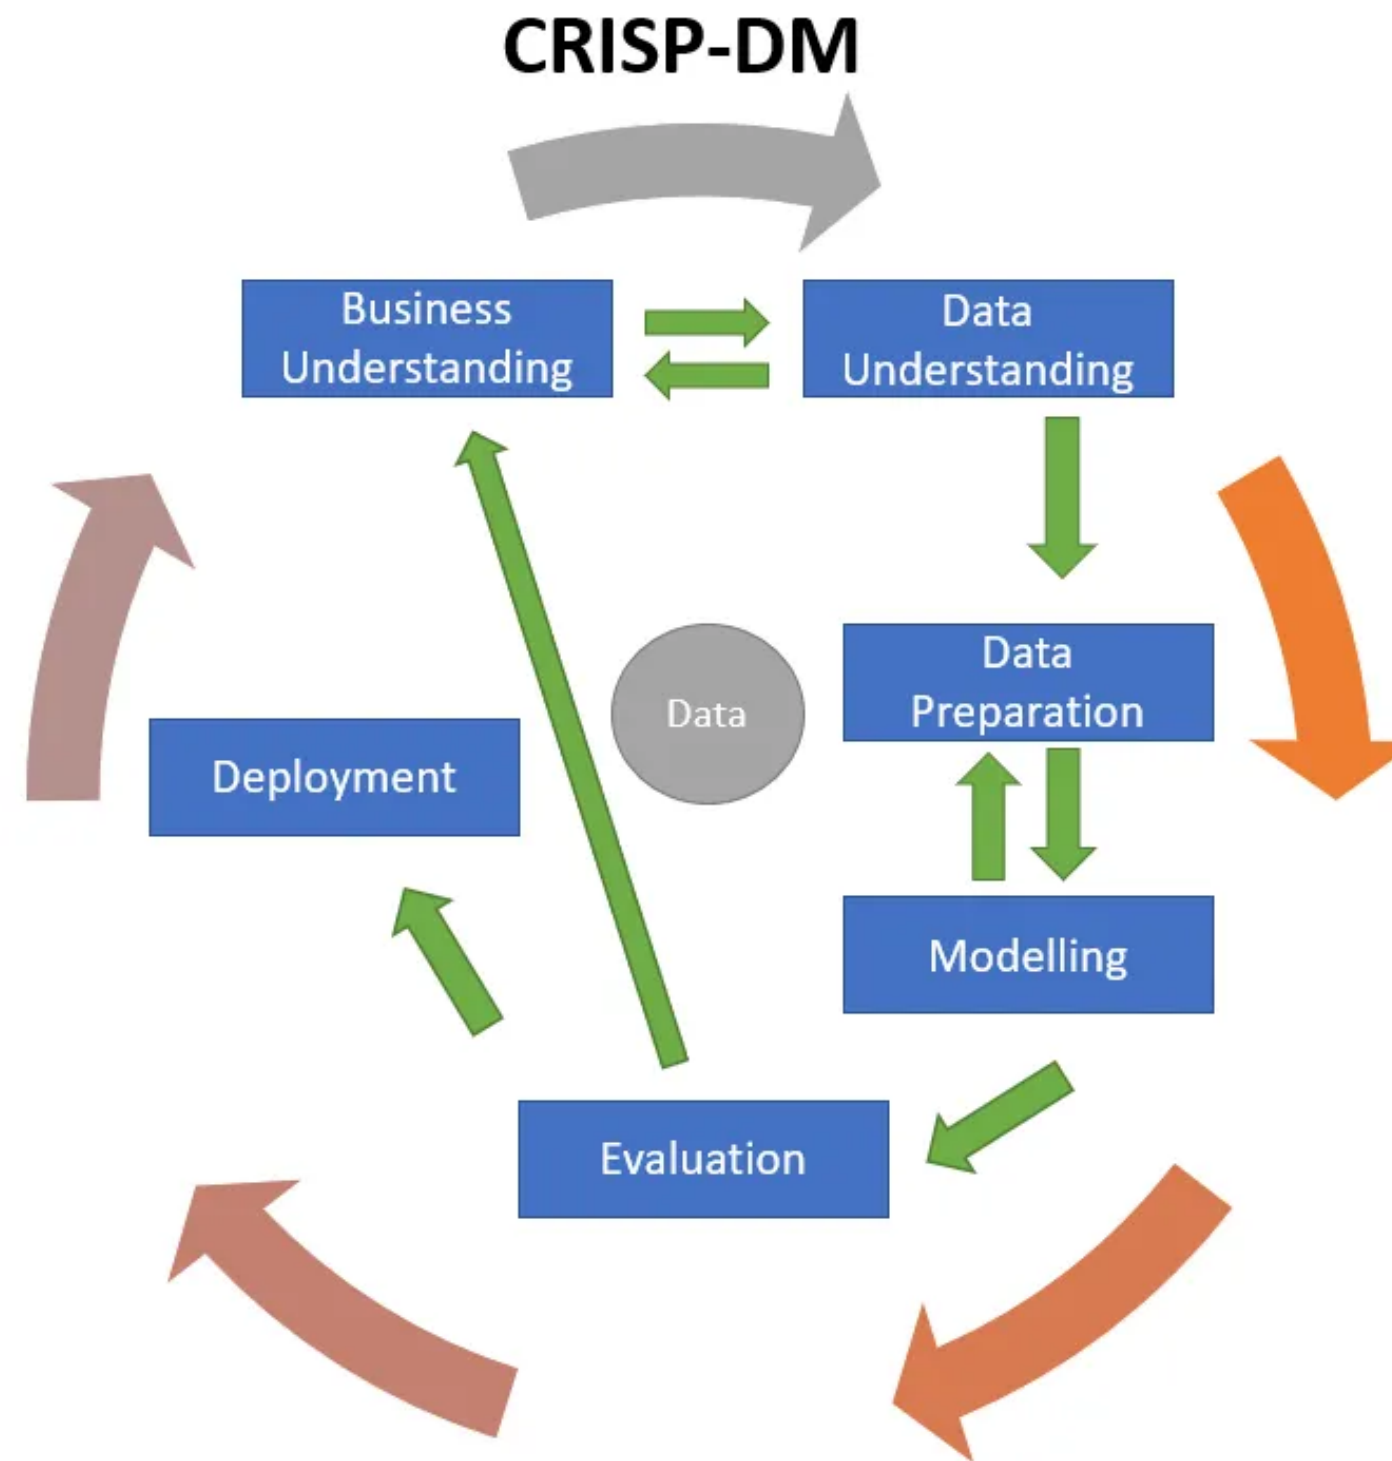 CRISP-DM
Business
Understanding
Data
Understanding
Data
Preparation
Data
Deployment
Modelling
Evaluation